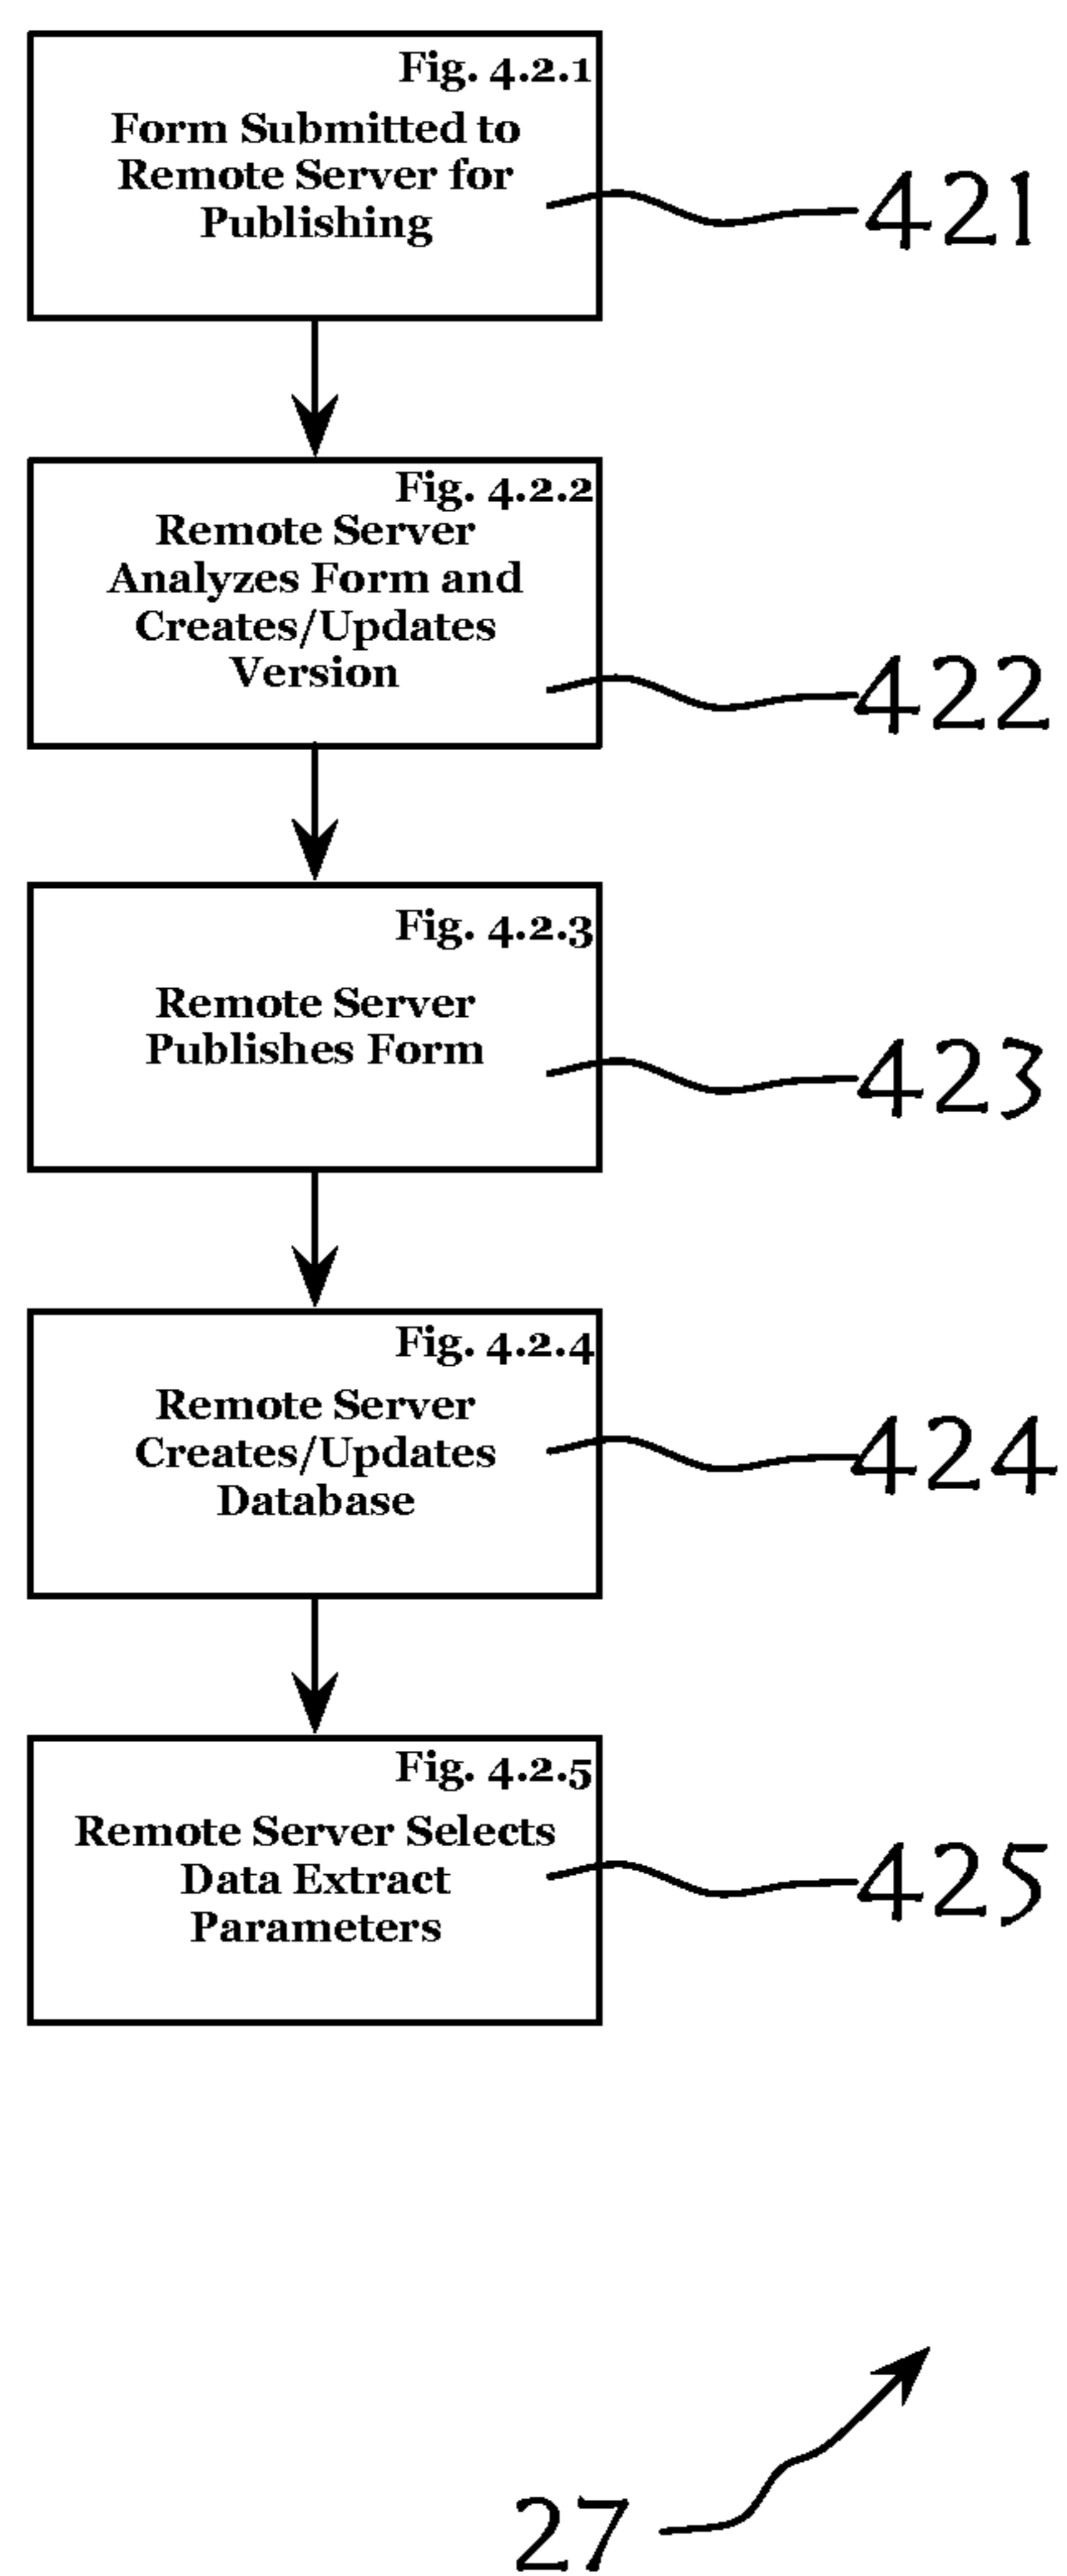 Fig. 4.2.1
Form Submitted to
Remote Server for
Publishing
421
Fig. 4.2.2
Remote Server
Analyzes Form and
Creates/Updates
Version
422
Fig. 4.2.3
Remote Server
Publishes Form
423
Fig. 4.2.4
Remote Server
Creates/Updates
Database
424
Fig. 4.2.5
Remote Server Selects
Data Extract
Parameters
425
27